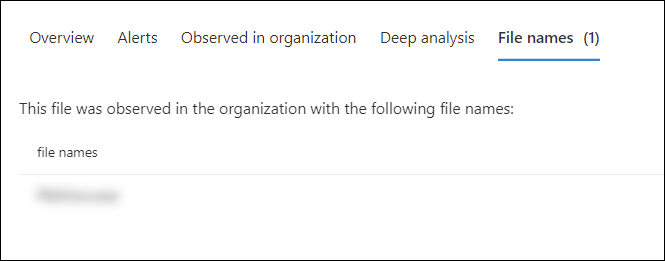 Overview Alerts Observed in organization Deep analysis File names (1)
This file was observed in the organization with the following file names:
file names